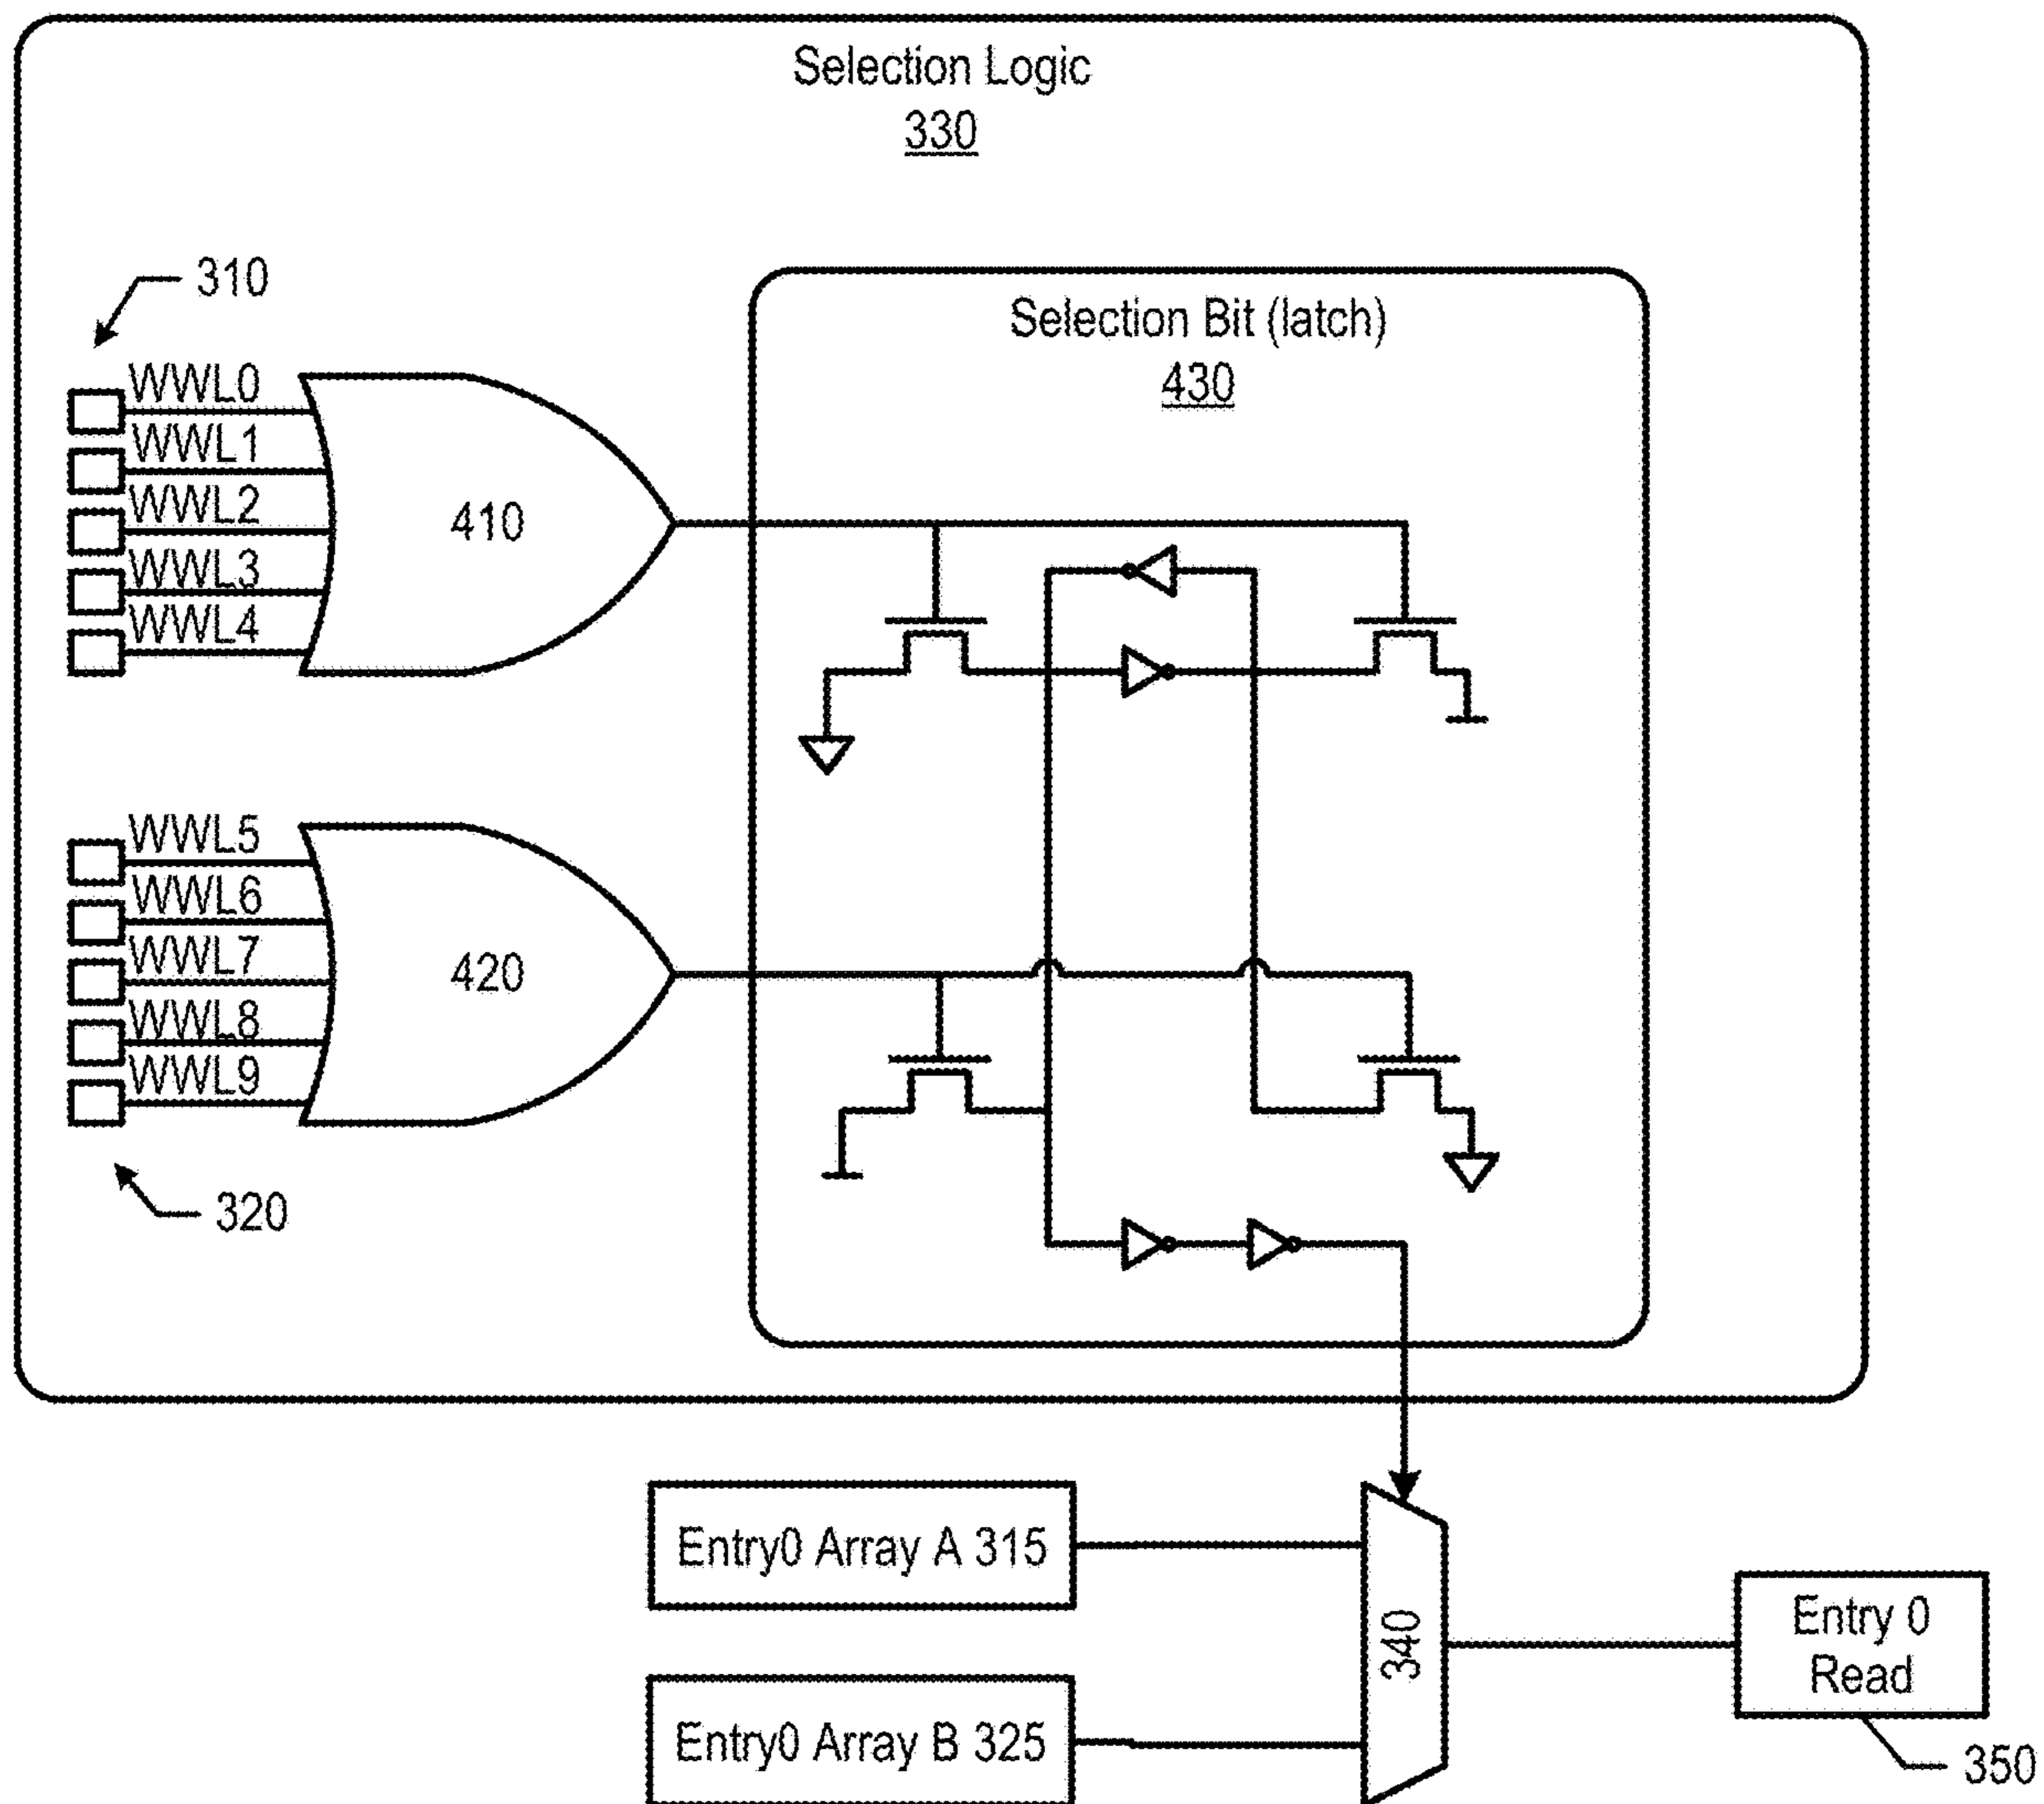 Selection Logic
330
310
Selection Bit (latch)
430
WWL0
WWL1
WWL2
WWL3
WWL4
410
WWL5
WWL6
WWL7
WWL8
WWL9
420
320
Entry0 Array A 315
340
Entry 0
Read
Entry0 Array B 325
350